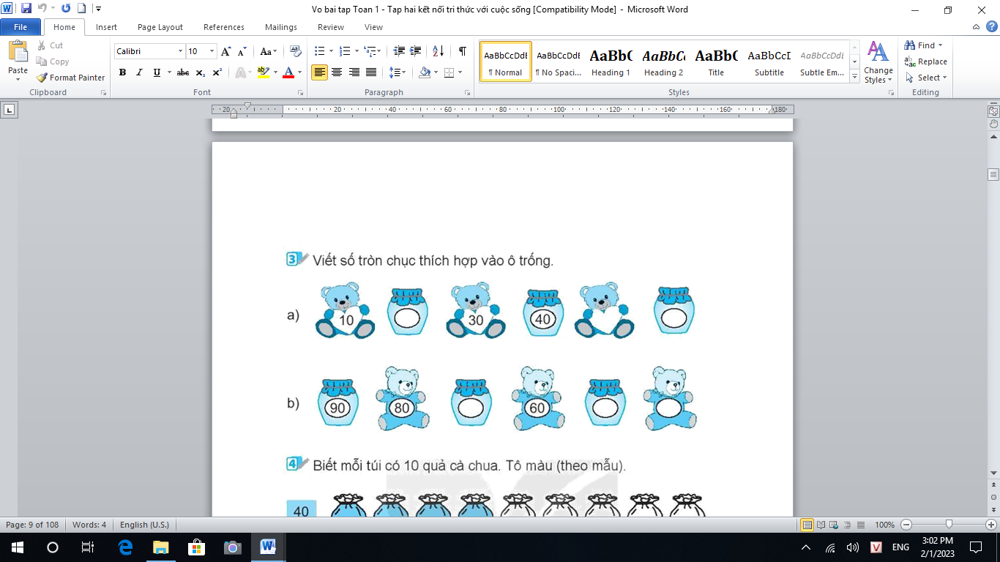 Vo bai tap Toan 1 - Tap hai kết nối tri thức với cuộc sống [Compatibility Mode] - Microsoft Word
File Home Insert Page Layout References Mailings Review View
Paste
Cut
Copy
Format Painter
Clipboard
Calibri 10
Font
Paragraph
AaBbCcDdE AaBbCcDdE AaBbC AaBbCc AaBbC AaBbCcD AaBbCcDdE
¶ Normal ¶ No Spaci... Heading 1 Heading 2 Title Subtitle Subtle Em...
Styles
Change Styles
Find
Replace
Select
Editing
20 20 40 60 80 100 120 140 160 180
3 Viết số tròn chục thích hợp vào ô trống.
a) 10 30 40
b) 90 80 60
4 Biết mỗi túi có 10 quả cà chua. Tô màu (theo mẫu).
40
Page: 9 of 108 Words: 4 English (U.S.) 100%
ENG
3:02 PM
2/1/2023